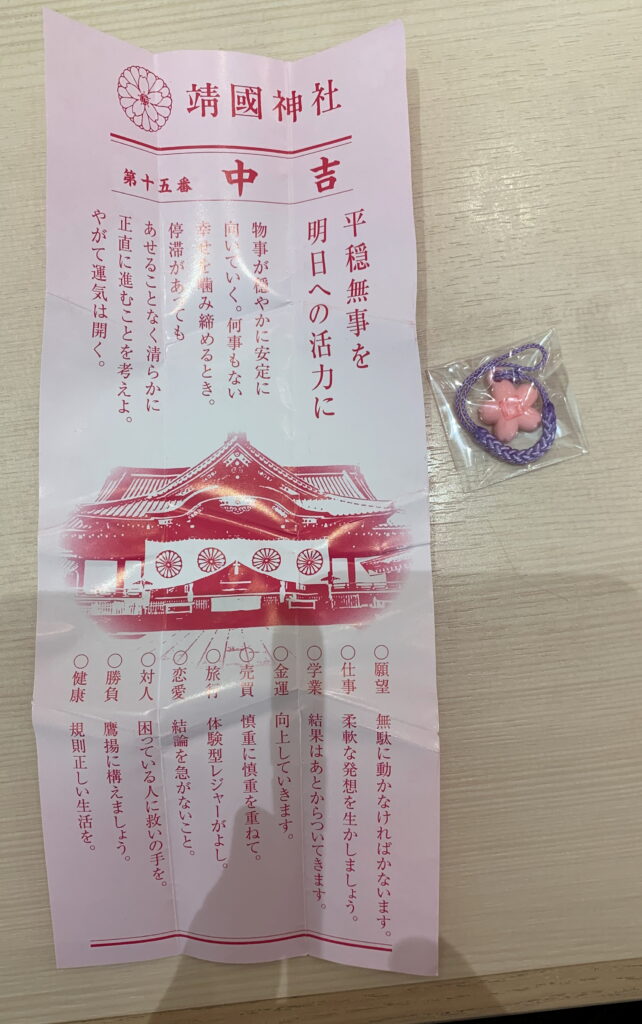 靖國神社
第十五番 中吉
平穏無事を
明日への活力に
物事が穏やかに安定に
向いていく。何事もない
幸せを噛み締めるとき。
停滞があっても
あせることなく清らかに
正直に進むことを考えよ。
やがて運気は開く。
○願望 無駄に動かなければかないます。
○仕事 柔軟な発想を生かしましょう。
○学業 結果はあとからついてきます。
○金運 向上していきます。
○売買 慎重に慎重を重ねて。
○旅行 体験型レジャーがよし。
○恋愛 結論を急がないこと。
○対人 困っている人に救いの手を。
○勝負 鷹揚に構えましょう。
○健康 規則正しい生活を。